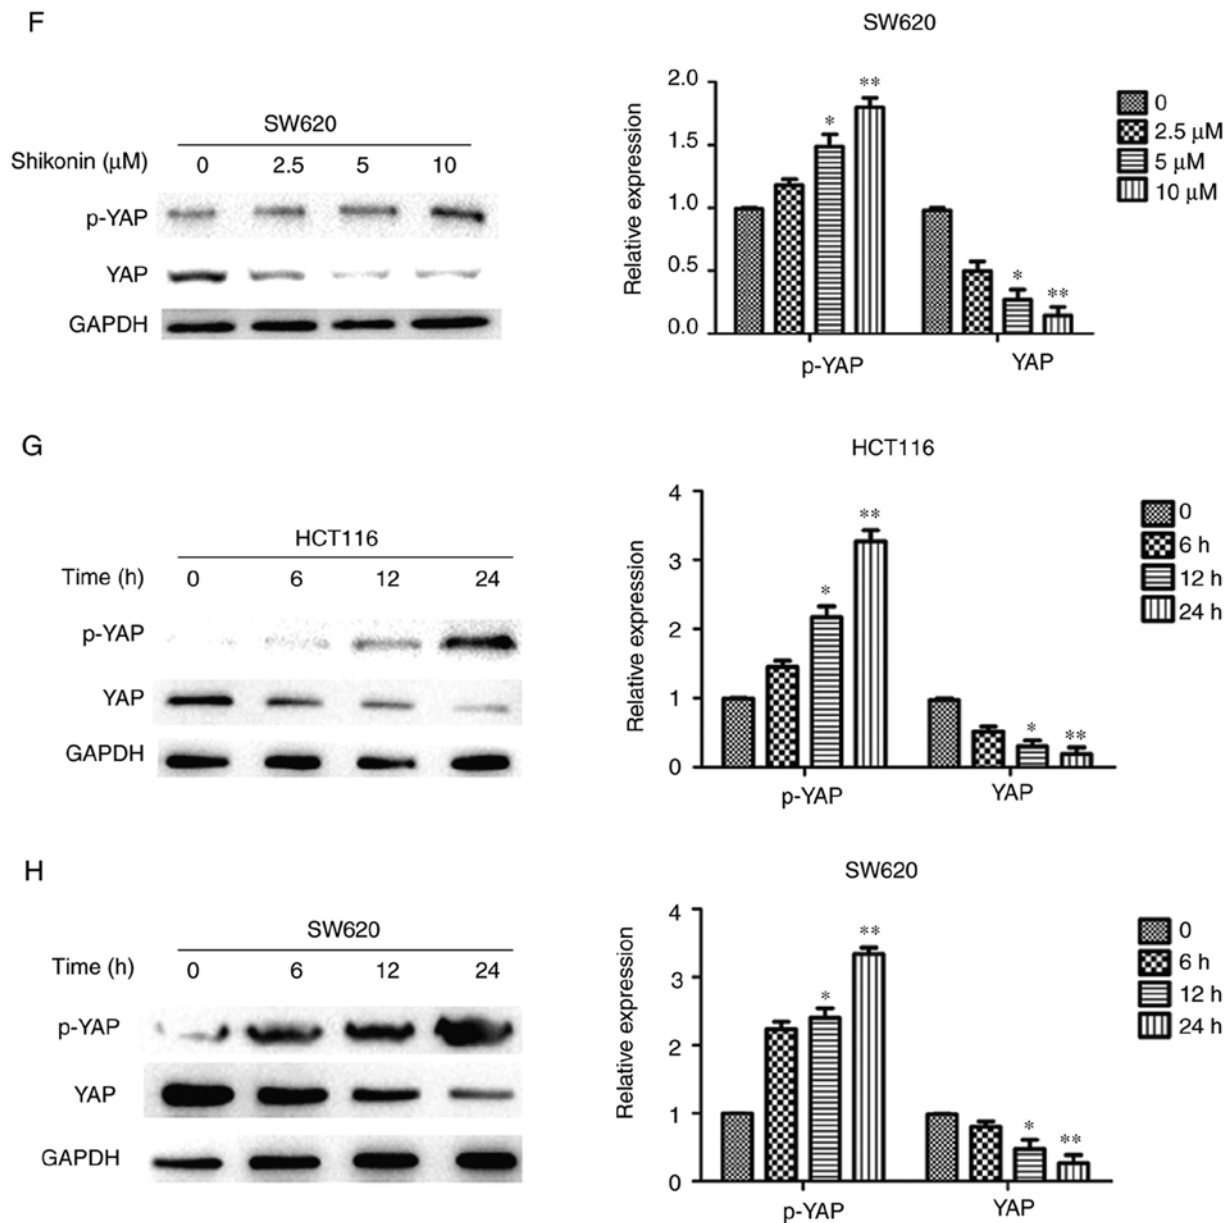 F
SW620
Shikonin (μM) 0 2.5 5 10
p-YAP
YAP
GAPDH
SW620
Relative expression
2.0
1.5
1.0
0.5
0.0
* **
* **
p-YAP YAP
0
2.5 μM
5 μM
10 μM
G
HCT116
Time (h) 0 6 12 24
p-YAP
YAP
GAPDH
HCT116
Relative expression
4
3
2
1
0
* **
* **
p-YAP YAP
0
6 h
12 h
24 h
H
SW620
Time (h) 0 6 12 24
p-YAP
YAP
GAPDH
SW620
Relative expression
4
3
2
1
0
* **
* **
p-YAP YAP
0
6 h
12 h
24 h